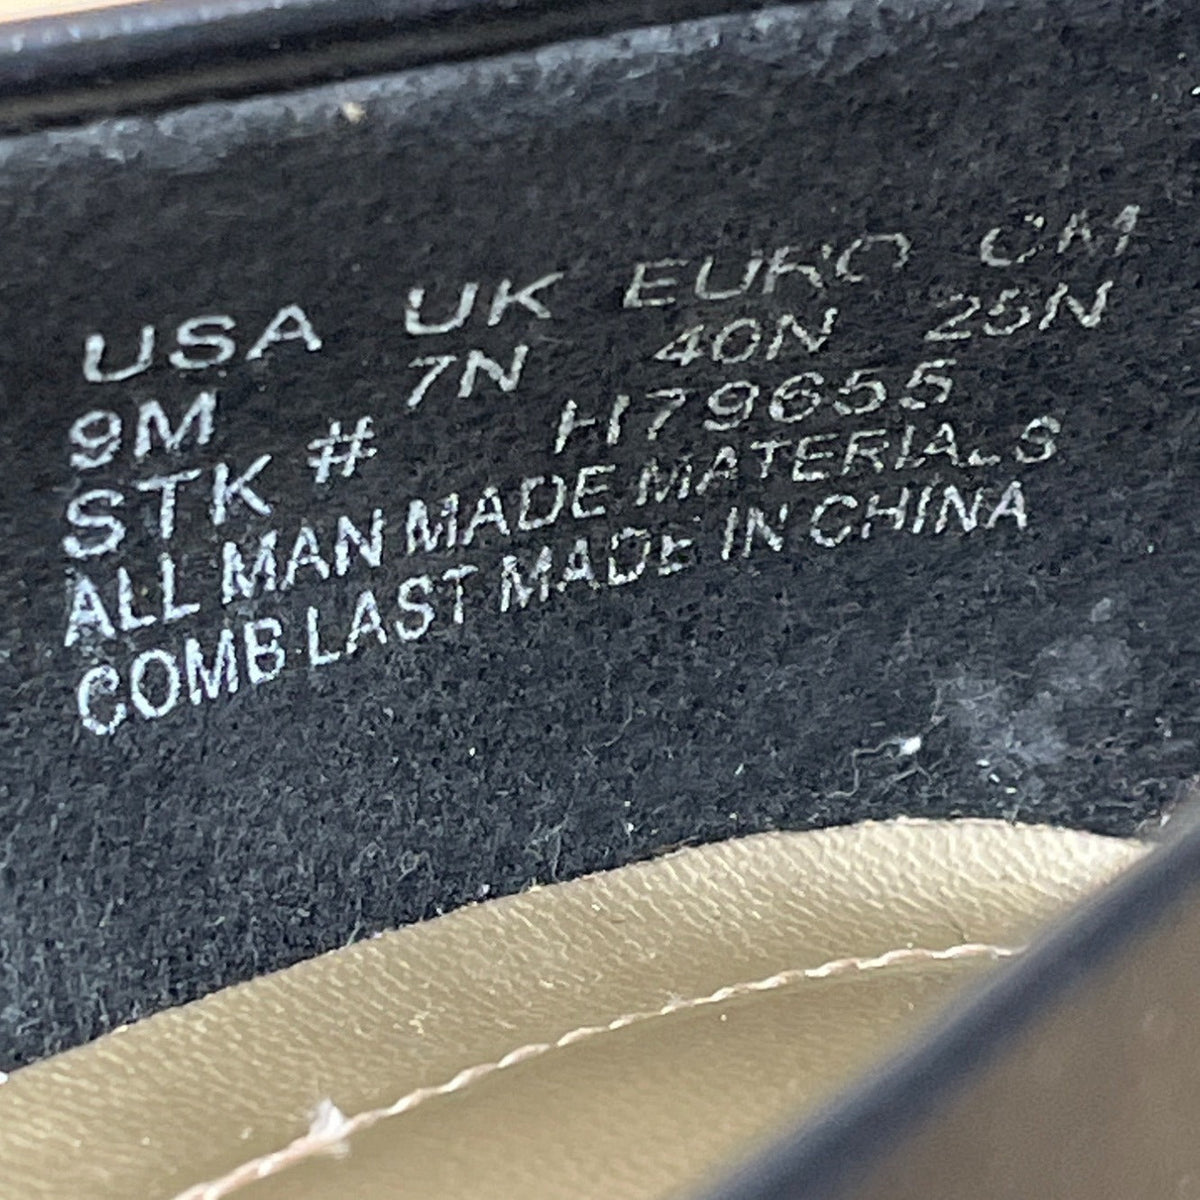 USA UK EURO CM
9M 7N 40N 25N
STK # H79655
ALL MAN MADE MATERIALS
COMB LAST MADE IN CHINA